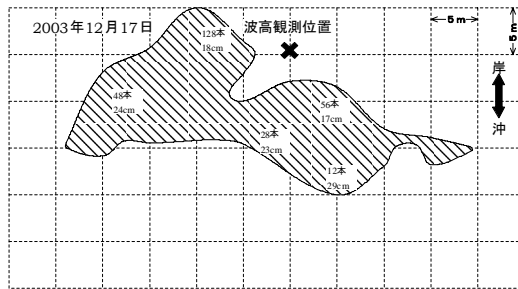 2003年12月17日
波高観測位置
5m
5m
岸
沖
128本
18cm
48本
24cm
56本
17cm
28本
23cm
12本
29cm